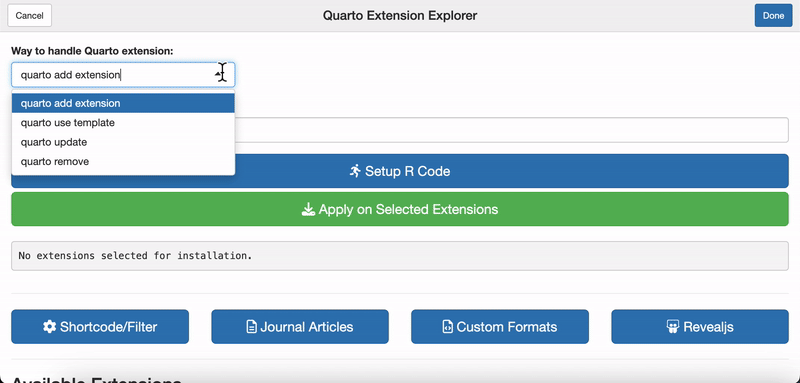 Cancel
Quarto Extension Explorer
Done
Way to handle Quarto extension:
quarto add extension
quarto add extension
quarto use template
quarto update
quarto remove
Setup R Code
Apply on Selected Extensions
No extensions selected for installation.
Shortcode/Filter
Journal Articles
Custom Formats
Revealjs
Available Extensions